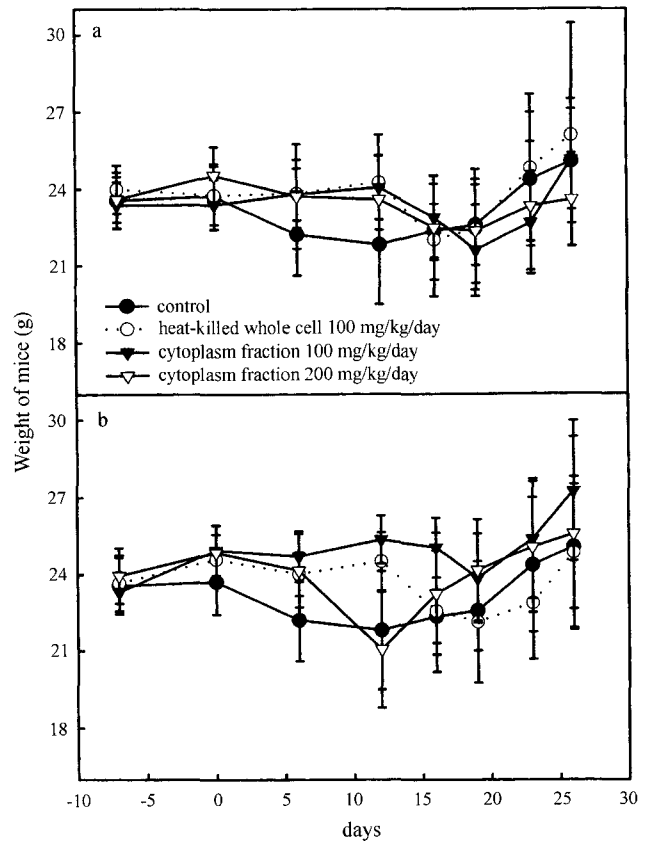 a
30
27
24
21
18
control
heat-killed whole cell 100 mg/kg/day
cytoplasm fraction 100 mg/kg/day
cytoplasm fraction 200 mg/kg/day
Weight of mice (g)
b
30
27
24
21
18
-10 -5 0 5 10 15 20 25 30
days